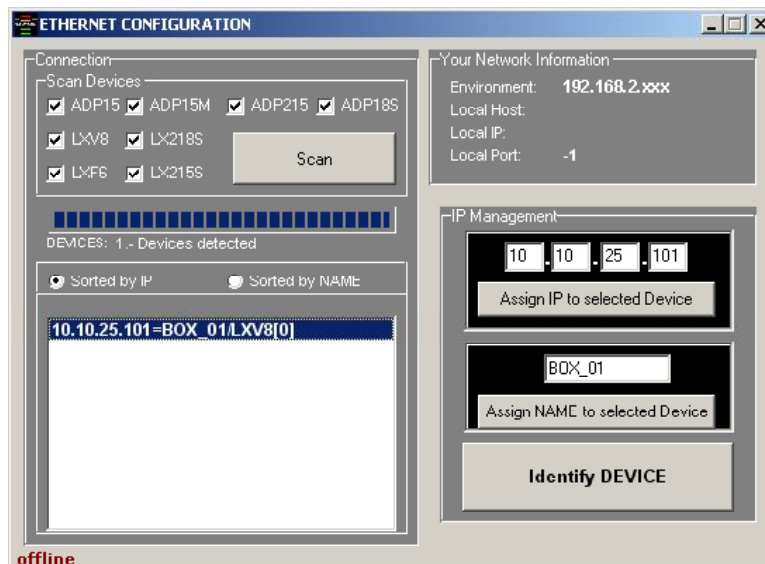 ETHERNET CONFIGURATION
Connection
Scan Devices
ADP15 ADP15M ADP215 ADP18S
LXV8 LX218S
LXF6 LX215S
Scan
DEVICES: 1.- Devices detected
Sorted by IP Sorted by NAME
10.10.25.101=BOX_01/LXV8[0]
offline
Your Network Information
Environment: 192.168.2.xxx
Local Host:
Local IP:
Local Port: -1
IP Management
10 . 10 . 25 . 101
Assign IP to selected Device
BOX_01
Assign NAME to selected Device
Identify DEVICE